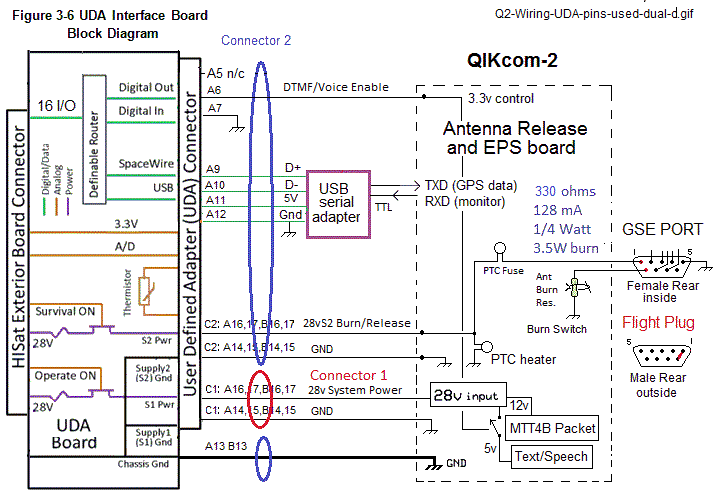 Figure 3-6 UDA Interface Board
Block Diagram
Q2-Wiring-UDA-pins-used-dual-d.gif
Connector 2
QIKcom-2
HISat Exterior Board Connector
16 I/O
Digital/Data
Analog
Power
Definable Router
Digital Out
Digital In
SpaceWire
USB
3.3V
A/D
Thermistor
Survival ON
28V
S2 Pwr
Supply2
(S2) Gnd
Operate ON
28V
S1 Pwr
Supply1
(S1) Gnd
UDA
Board
Chassis Gnd
User Defined Adapter (UDA) Connector
A5 n/c
A6
DTMF/Voice Enable
A7
A9
D+
A10
D-
A11
5V
A12
Gnd
USB
serial
adapter
TTL
3.3v control
Antenna Release
and EPS board
TXD (GPS data)
RXD (monitor)
330 ohms
128 mA
1/4 Watt
3.5W burn
PTC Fuse
Ant
Burn
Res.
Burn Switch
GSE PORT
5
1
Female Rear
inside
Flight Plug
1
5
Male Rear
outside
C2: A16,17,B16,17
28vS2 Burn/Release
C2: A14,15,B14,15
GND
PTC heater
Connector 1
C1: A16,17,B16,17
28v System Power
C1: A14,15,B14,15
GND
28v input
12v
MTT4B Packet
5v
Text/Speech
A13 B13
GND